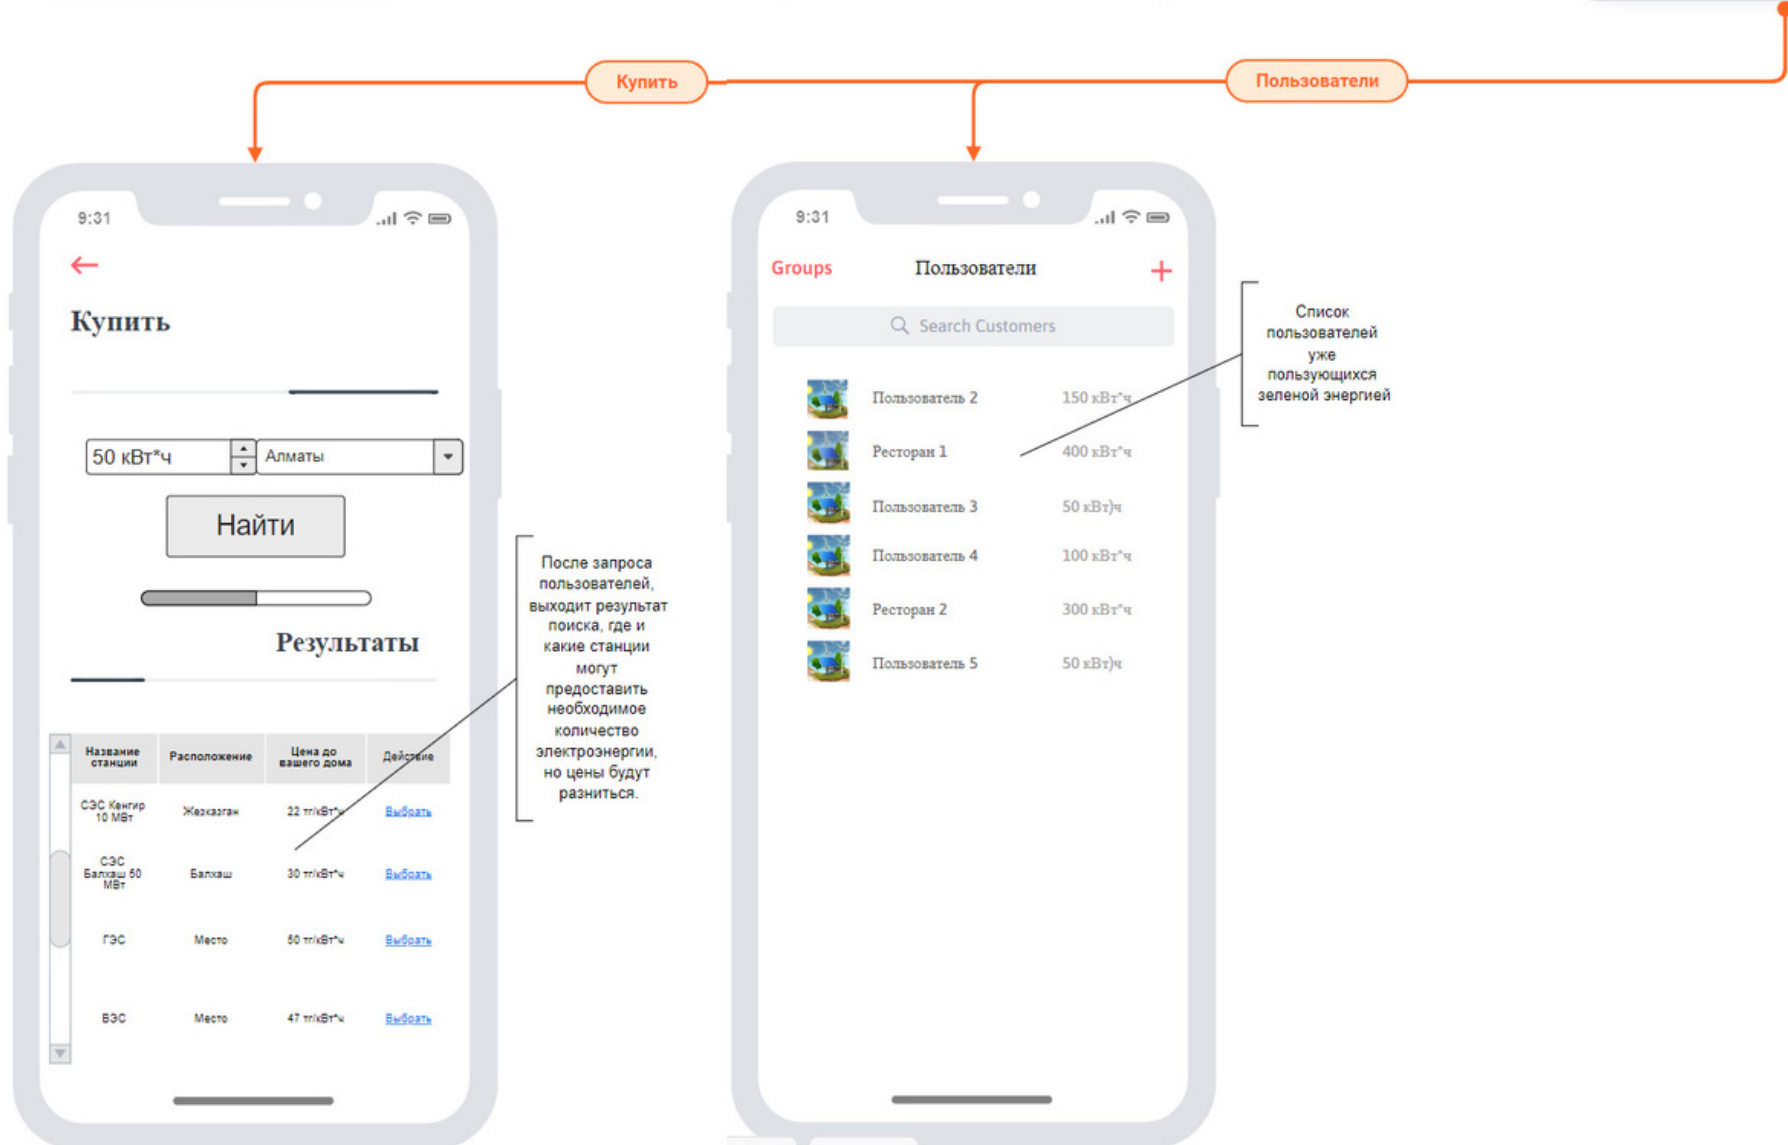 Купить
Пользователи
9:31
Купить
50 кВт*ч
Алматы
Найти
Результаты
Название
станции
Расположение
Цена до
вашего дома
Действие
СЭС Кенгир
10 МВт
Жезказган
22 тг/кВт*ч
Выбрать
СЭС
Балхаш 50
МВт
Балхаш
30 тг/кВт*ч
Выбрать
ГЭС
Место
50 тг/кВт*ч
Выбрать
ВЭС
Место
47 тг/кВт*ч
Выбрать
После запроса
пользователей,
выходит результат
поиска, где и
какие станции
могут
предоставить
необходимое
количество
электроэнергии,
но цены будут
разниться.
9:31
Groups
Пользователи
Search Customers
Пользователь 2
150 кВт*ч
Ресторан 1
400 кВт*ч
Пользователь 3
50 кВт)ч
Пользователь 4
100 кВт*ч
Ресторан 2
300 кВт*ч
Пользователь 5
50 кВт)ч
Список
пользователей
уже
пользующихся
зеленой энергией